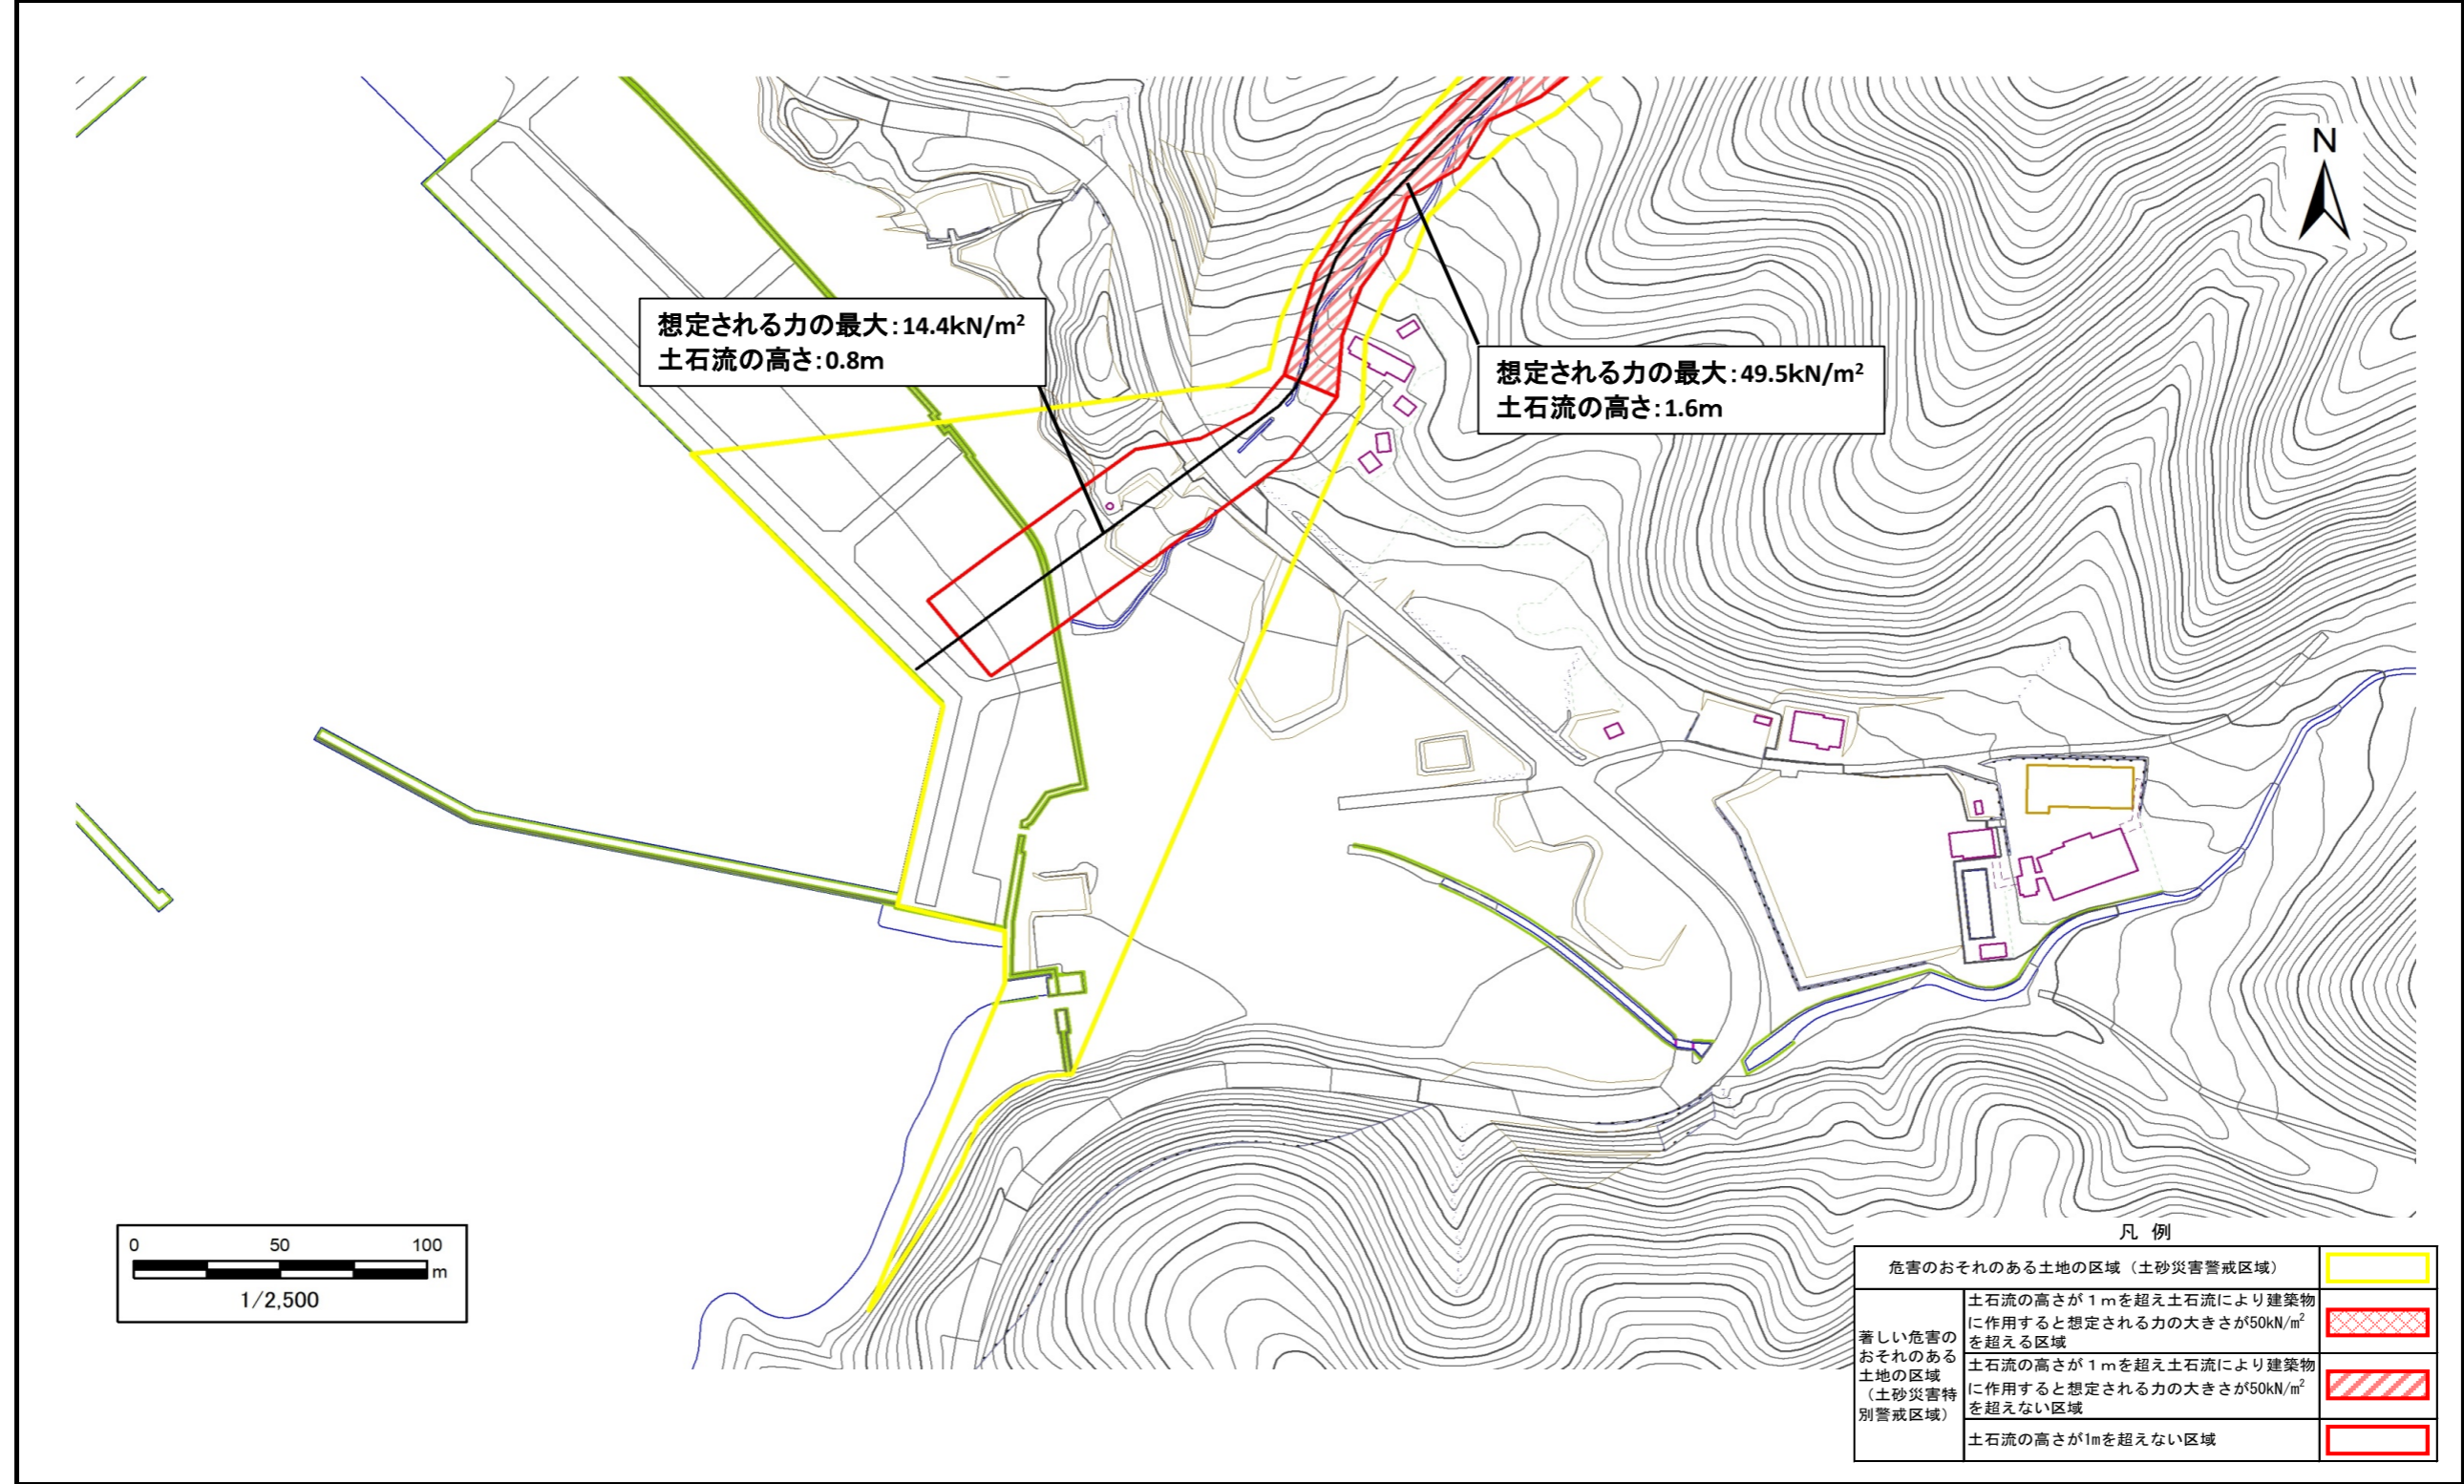 N
想定される力の最大:14.4kN/m²
土石流の高さ:0.8m
想定される力の最大:49.5kN/m²
土石流の高さ:1.6m
0 50 100
m
1/2,500
凡 例
危害のおそれのある土地の区域(土砂災害警戒区域)
著しい危害の
おそれのある
土地の区域
(土砂災害特
別警戒区域)
土石流の高さが1mを超え土石流により建築物
に作用すると想定される力の大きさが50kN/㎡
を超える区域
土石流の高さが1mを超え土石流により建築物
に作用すると想定される力の大きさが50kN/㎡
を超えない区域
土石流の高さが1mを超えない区域